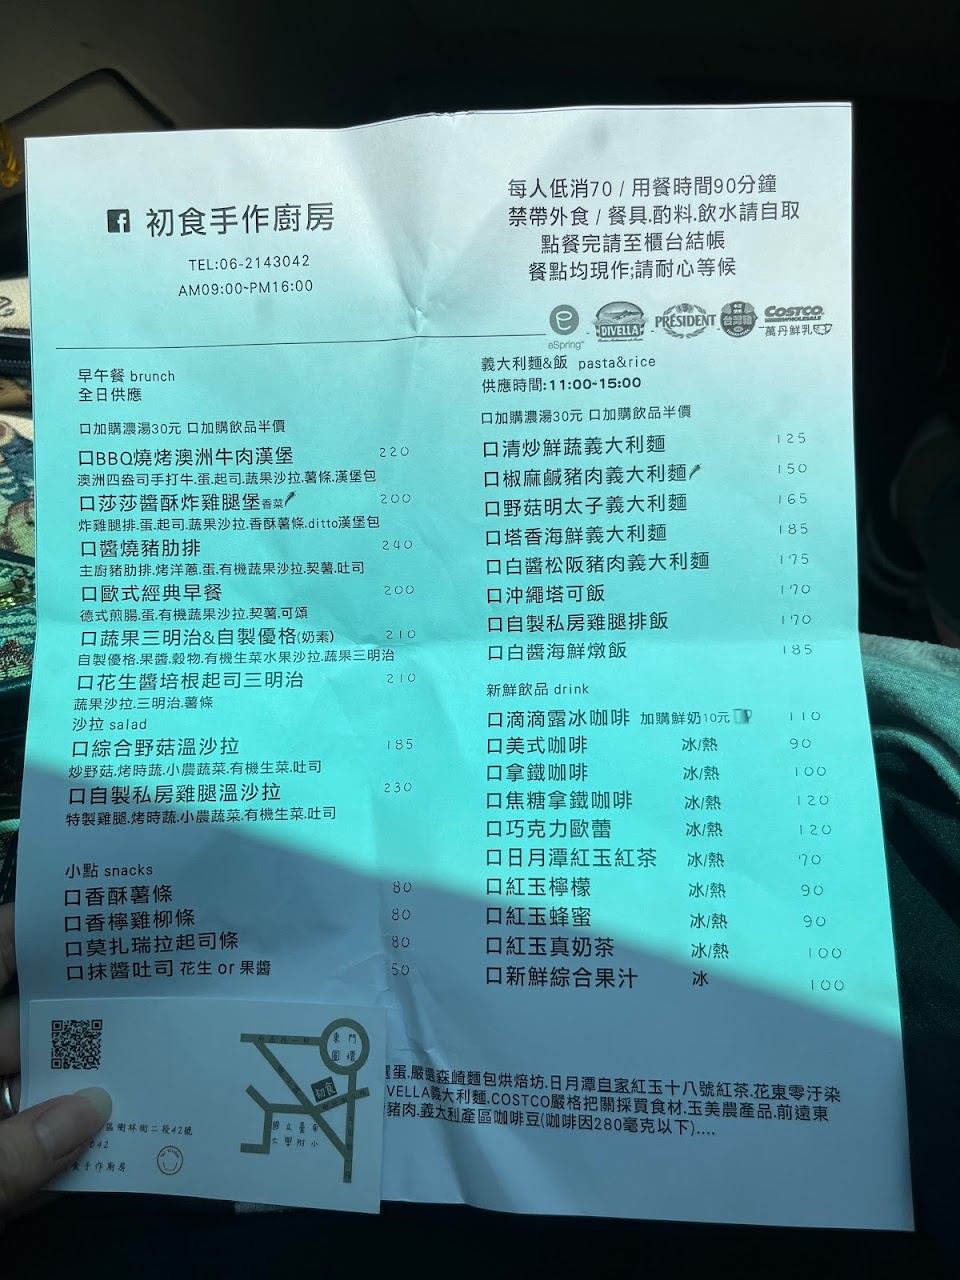 初食手作廚房
TEL:06-2143042
AM09:00~PM16:00
每人低消70 / 用餐時間90分鐘
禁帶外食 / 餐具.酌料.飲水請自取
點餐完請至櫃台結帳
餐點均現作;請耐心等候
eSpring
DIVELLA
PRÉSIDENT
台灣豬
COSTCO
WHOLESALE
萬丹鮮乳
早午餐 brunch
全日供應
口加購濃湯30元 口加購飲品半價
口BBQ燒烤澳洲牛肉漢堡 220
澳洲四盎司手打牛.蛋.起司.蔬果沙拉.薯條.漢堡包
口莎莎醬酥炸雞腿堡香菜 200
炸雞腿排.蛋.起司.蔬果沙拉.香酥薯條.ditto漢堡包
口醬燒豬肋排 240
主廚豬肋排.烤洋蔥.蛋.有機蔬果沙拉.契薯.吐司
口歐式經典早餐 200
德式煎腸.蛋.有機蔬果沙拉.契薯.可頌
口蔬果三明治&自製優格(奶素) 210
自製優格.果醬.穀物.有機生菜水果沙拉.蔬果三明治
口花生醬培根起司三明治 210
蔬果沙拉.三明治.薯條
沙拉 salad
口綜合野菇溫沙拉 185
炒野菇.烤時蔬.小農蔬菜.有機生菜.吐司
口自製私房雞腿溫沙拉 230
特製雞腿.烤時蔬.小農蔬菜.有機生菜.吐司
小點 snacks
口香酥薯條 80
口香檸雞柳條 80
口莫扎瑞拉起司條 80
口抹醬吐司 花生 or 果醬 50
義大利麵&飯 pasta&rice
供應時間:11:00~15:00
口加購濃湯30元 口加購飲品半價
口清炒鮮蔬義大利麵 125
口椒麻鹹豬肉義大利麵 150
口野菇明太子義大利麵 165
口塔香海鮮義大利麵 185
口白醬松阪豬肉義大利麵 175
口沖繩塔可飯 170
口自製私房雞腿排飯 170
口白醬海鮮燉飯 185
新鮮飲品 drink
口滴滴露冰咖啡 加購鮮奶10元 110
口美式咖啡 冰/熱 90
口拿鐵咖啡 冰/熱 100
口焦糖拿鐵咖啡 冰/熱 120
口巧克力歐蕾 冰/熱 120
口日月潭紅玉紅茶 冰/熱 70
口紅玉檸檬 冰/熱 90
口紅玉蜂蜜 冰/熱 90
口紅玉真奶茶 冰/熱 100
口新鮮綜合果汁 冰 100
選蛋.嚴選森崎麵包烘焙坊.日月潭自家紅玉十八號紅茶.花東零汙染
VELLA義大利麵.COSTCO嚴格把關採買食材.玉美農產品.前遠東
豬肉.義大利產區咖啡豆(咖啡因280毫克以下)....
東門
圓環
初食
國立臺南
大學附小
區樹林街二段42號
042
手作廚房